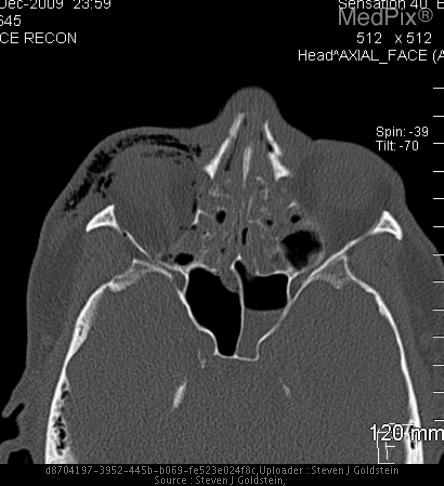 Dec-2009 23:59
Sensation 40
645
MedPix®
CE RECON
512 x 512
Head^AXIAL_FACE (A
Spin: -39
Tilt: -70
120 mm
d8704197-3952-445b-b069-fe523e024f8c,Uploader : Steven J Goldstein
Source : Steven J Goldstein,